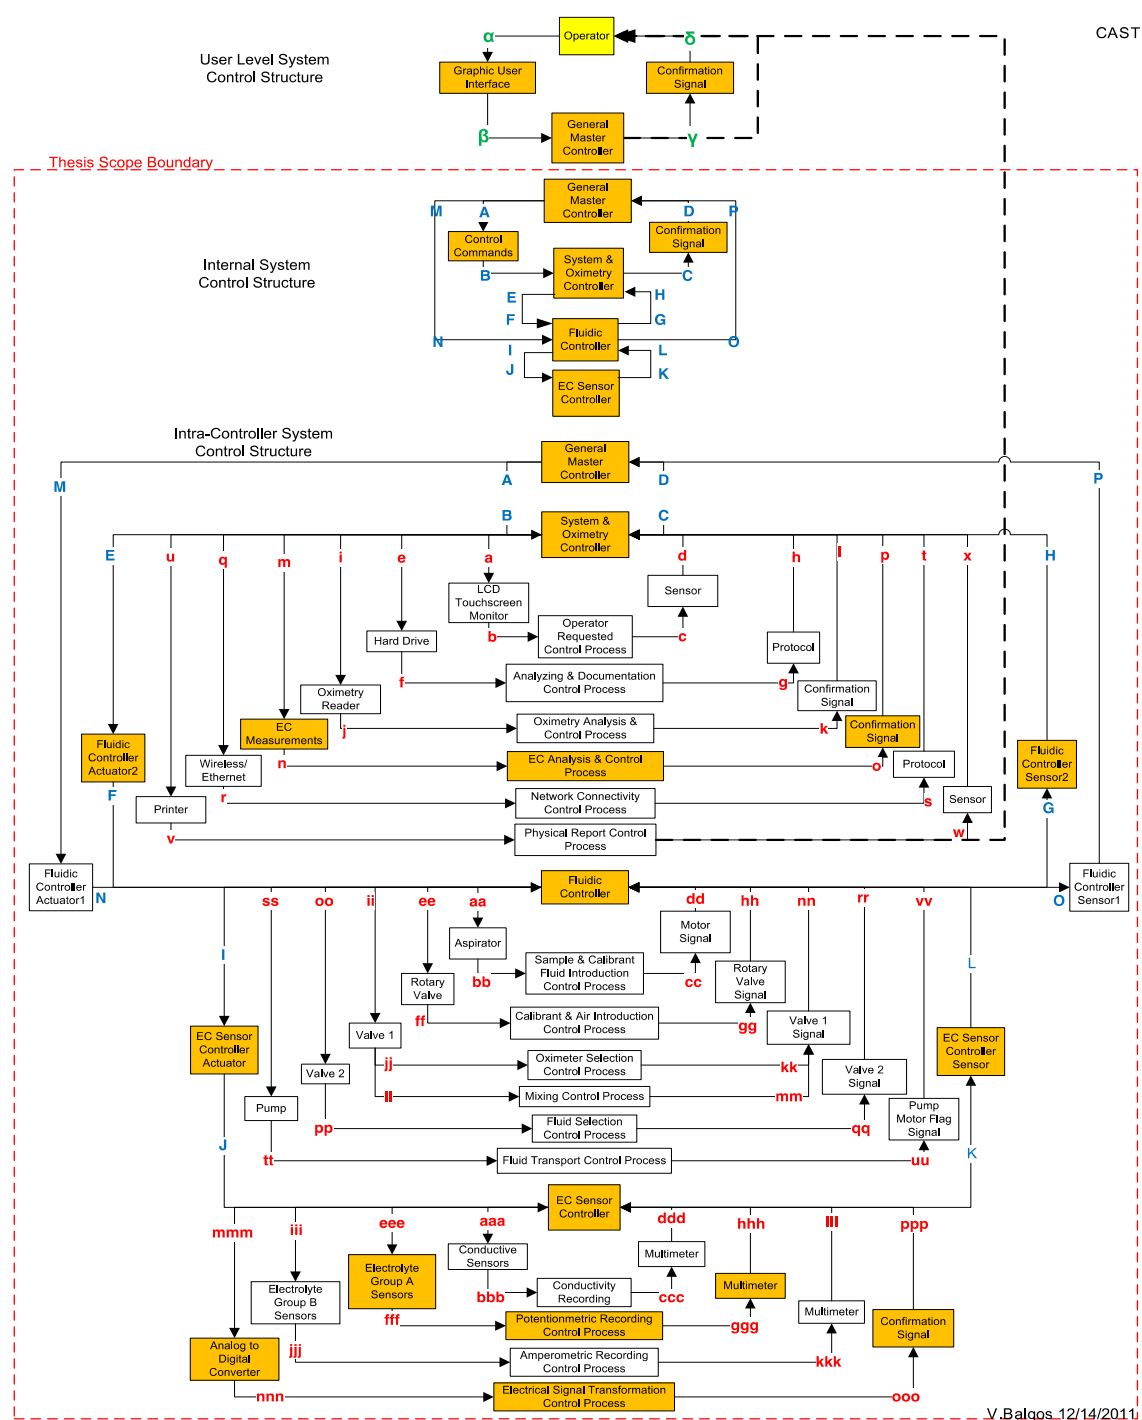 CAST
α
Operator
δ
User Level System
Control Structure
Graphic User
Interface
Confirmation
Signal
General
Master
Controller
β
γ
Thesis Scope Boundary
General
Master
Controller
M
A
D
P
Control
Commands
Confirmation
Signal
Internal System
Control Structure
System &
Oximetry
Controller
B
C
E
H
F
G
Fluidic
Controller
N
O
I
L
J
K
EC Sensor
Controller
Intra-Controller System
Control Structure
General
Master
Controller
M
A
D
P
B
C
System &
Oximetry
Controller
E
u
q
m
i
e
a
d
h
l
p
t
x
H
LCD
Touchscreen
Monitor
Sensor
b
Operator
Requested
Control Process
c
Hard Drive
Protocol
f
Analyzing & Documentation
Control Process
g
Oximetry
Reader
Confirmation
Signal
j
Oximetry Analysis &
Control Process
k
EC
Measurements
Confirmation
Signal
Fluidic
Controller
Actuator2
Fluidic
Controller
Sensor2
n
EC Analysis & Control
Process
o
Wireless/
Ethernet
Protocol
F
r
Network Connectivity
Control Process
s
G
Printer
Sensor
v
Physical Report Control
Process
w
Fluidic
Controller
Actuator1
N
Fluidic
Controller
O
Fluidic
Controller
Sensor1
ss
oo
ii
ee
aa
dd
hh
nn
rr
vv
I
L
Aspirator
Motor
Signal
bb
Sample & Calibrant
Fluid Introduction
Control Process
cc
Rotary
Valve
Rotary
Valve
Signal
ff
Calibrant & Air Introduction
Control Process
gg
Valve 1
Valve 1
Signal
EC Sensor
Controller
Actuator
EC Sensor
Controller
Sensor
jj
Oximeter Selection
Control Process
kk
Valve 2
Valve 2
Signal
ll
Mixing Control Process
mm
Pump
Pump
Motor Flag
Signal
pp
Fluid Selection
Control Process
qq
J
K
tt
Fluid Transport Control Process
uu
EC Sensor
Controller
mmm
iii
eee
aaa
ddd
hhh
lll
ppp
Conductive
Sensors
Multimeter
bbb
Conductivity
Recording
ccc
Electrolyte
Group A
Sensors
Multimeter
Electrolyte
Group B
Sensors
Multimeter
fff
Potentionmetric Recording
Control Process
ggg
Confirmation
Signal
jjj
Amperometric Recording
Control Process
kkk
Analog to
Digital
Converter
nnn
Electrical Signal Transformation
Control Process
ooo
V.Balgos 12/14/2011